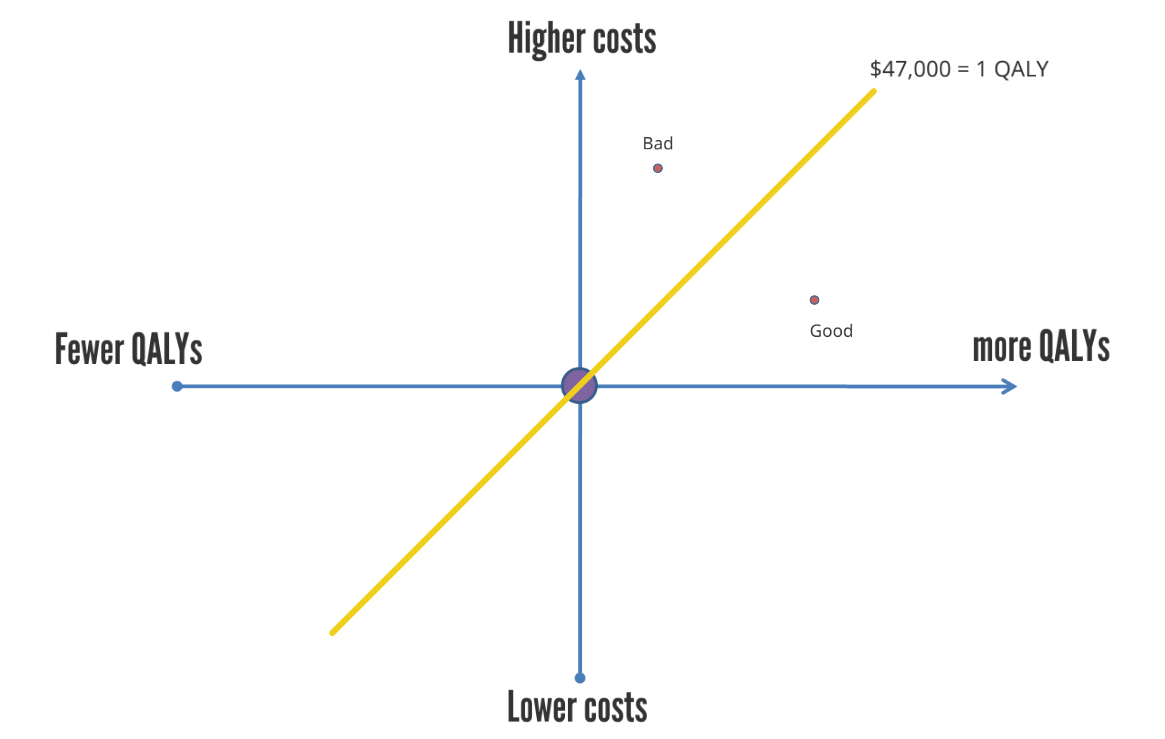 Higher costs
$47,000 = 1 QALY
Bad
Good
Fewer QALYs
more QALYs
Lower costs